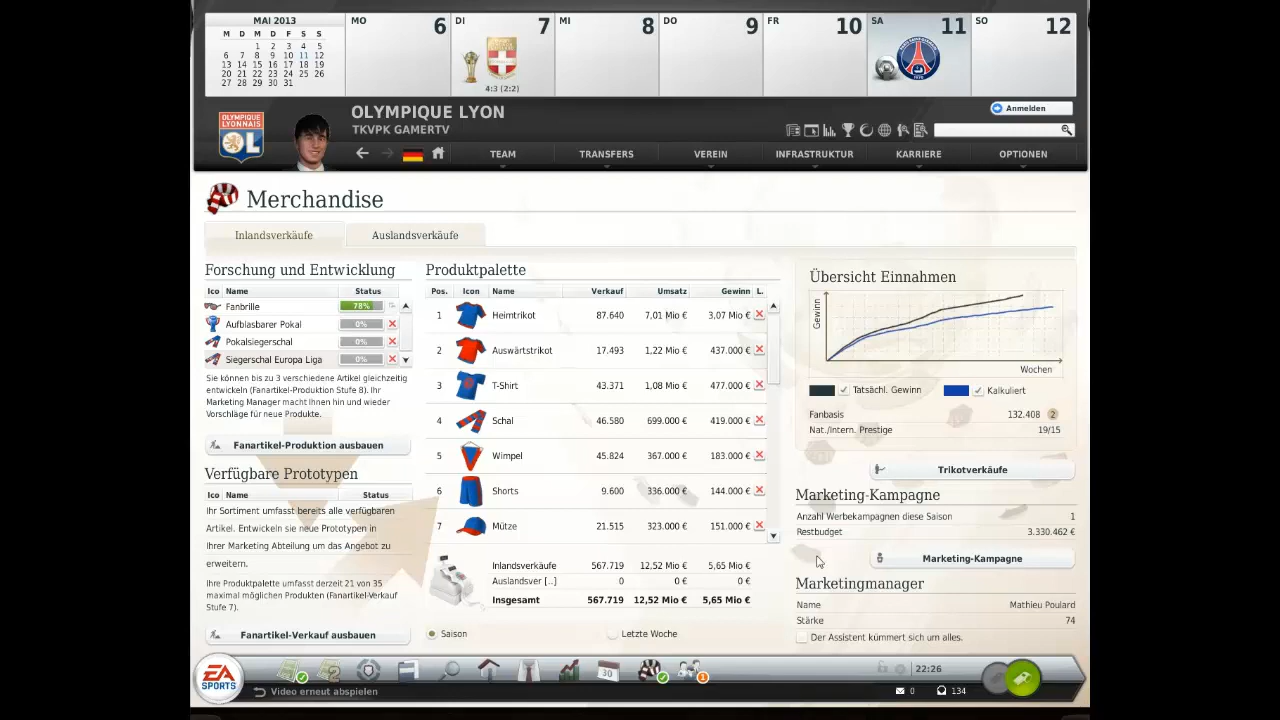 MAI 2013
M D M D F S S
1 2 3 4 5
6 7 8 9 10 11 12
13 14 15 16 17 18 19
20 21 22 23 24 25 26
27 28 29 30 31
MO 6
DI 7
4:3 (2:2)
MI 8
DO 9
FR 10
SA 11
SO 12
OLYMPIQUE LYON
TKVPK GAMERTV
Anmelden
TEAM
TRANSFERS
VEREIN
INFRASTRUKTUR
KARRIERE
OPTIONEN
Merchandise
Inlandsverkäufe
Auslandsverkäufe
Forschung und Entwicklung
Ico Name Status
Fanbrille 78%
Aufblasbarer Pokal 0%
Pokalsiegerschal 0%
Siegerschal Europa Liga 0%
Sie können bis zu 3 verschiedene Artikel gleichzeitig
entwickeln (Fanartikel-Produktion Stufe 8). Ihr
Marketing Manager macht Ihnen hin und wieder
Vorschläge für neue Produkte.
Fanartikel-Produktion ausbauen
Verfügbare Prototypen
Ico Name Status
Ihr Sortiment umfasst bereits alle verfügbaren
Artikel. Entwickeln sie neue Prototypen in
Ihrer Marketing Abteilung um das Angebot zu
erweitern.
Ihre Produktpalette umfasst derzeit 21 von 35
maximal möglichen Produkten (Fanartikel-Verkauf
Stufe 7).
Fanartikel-Verkauf ausbauen
Produktpalette
Pos. Icon Name Verkauf Umsatz Gewinn L.
1 Heimtrikot 87.640 7,01 Mio € 3,07 Mio €
2 Auswärtstrikot 17.493 1,22 Mio € 437.000 €
3 T-Shirt 43.371 1,08 Mio € 477.000 €
4 Schal 46.580 699.000 € 419.000 €
5 Wimpel 45.824 367.000 € 183.000 €
6 Shorts 9.600 336.000 € 144.000 €
7 Mütze 21.515 323.000 € 151.000 €
Inlandsverkäufe 567.719 12,52 Mio € 5,65 Mio €
Auslandsver [..] 0 0 € 0 €
Insgesamt 567.719 12,52 Mio € 5,65 Mio €
Saison
Letzte Woche
Übersicht Einnahmen
Gewinn
Wochen
Tatsächl. Gewinn
Kalkuliert
Fanbasis 132.408 2
Nat./Intern. Prestige 19/15
Trikotverkäufe
Marketing-Kampagne
Anzahl Werbekampagnen diese Saison 1
Restbudget 3.330.462 €
Marketing-Kampagne
Marketingmanager
Name Mathieu Poulard
Stärke 74
Der Assistent kümmert sich um alles.
EA SPORTS
30
1
22:26
Video erneut abspielen
0
134